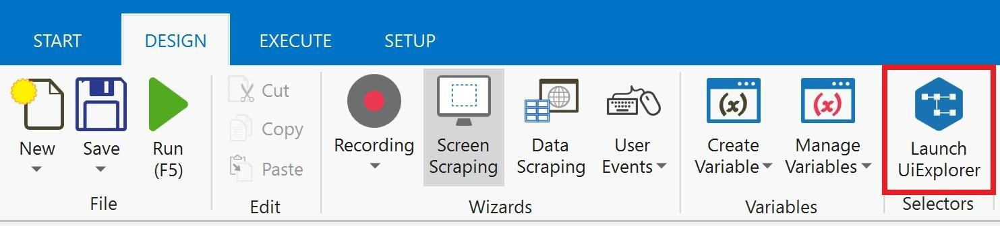 START DESIGN EXECUTE SETUP
New
Save
Run
(F5)
File
Cut
Copy
Paste
Edit
Recording
Screen
Scraping
Data
Scraping
User
Events
Wizards
(x)
Create
Variable
(x)
Manage
Variables
Variables
Launch
UiExplorer
Selectors